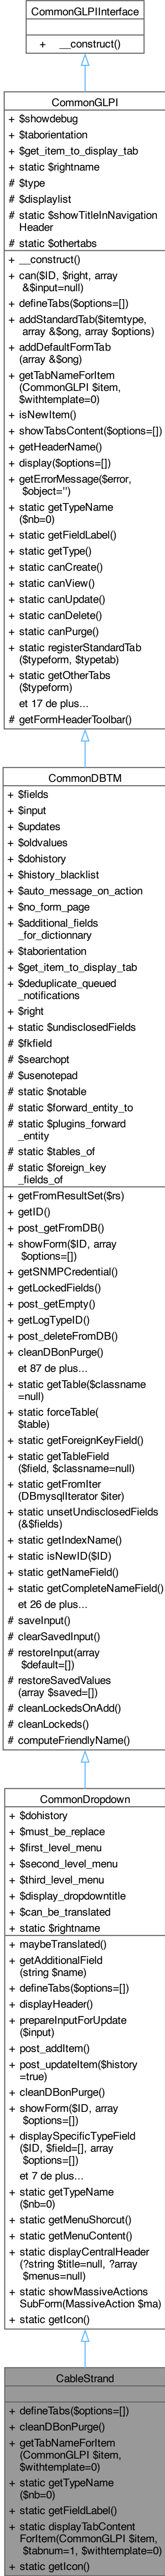 CommonGLPIInterface
+ __construct()
CommonGLPI
+ $showdebug
+ $taborientation
+ $get_item_to_display_tab
+ static $rightname
# $type
# $displaylist
# static $showTitleInNavigation
Header
# static $othertabs
+ __construct()
+ can($ID, $right, array
&$input=null)
+ defineTabs($options=[])
+ addStandardTab($itemtype,
array &$ong, array $options)
+ addDefaultFormTab
(array &$ong)
+ getTabNameForItem
(CommonGLPI $item,
$withtemplate=0)
+ isNewItem()
+ showTabsContent($options=[])
+ getHeaderName()
+ display($options=[])
+ getErrorMessage($error,
$object='')
+ static getTypeName
($nb=0)
+ static getFieldLabel()
+ static getType()
+ static canCreate()
+ static canView()
+ static canUpdate()
+ static canDelete()
+ static canPurge()
+ static registerStandardTab
($typeform, $typetab)
+ static getOtherTabs
($typeform)
et 17 de plus...
# getFormHeaderToolbar()
CommonDBTM
+ $fields
+ $input
+ $updates
+ $oldvalues
+ $dohistory
+ $history_blacklist
+ $auto_message_on_action
+ $no_form_page
+ $additional_fields
_for_dictionnary
+ $taborientation
+ $get_item_to_display_tab
+ $deduplicate_queued
_notifications
+ $right
+ static $undisclosedFields
# $fkfield
# $searchopt
# $usenotepad
# static $notable
# static $forward_entity_to
# static $plugins_forward
_entity
# static $tables_of
# static $foreign_key
_fields_of
+ getFromResultSet($rs)
+ getID()
+ post_getFromDB()
+ showForm($ID, array
$options=[])
+ getSNMPCredential()
+ getLockedFields()
+ post_getEmpty()
+ getLogTypeID()
+ post_deleteFromDB()
+ cleanDBonPurge()
et 87 de plus...
+ static getTable($classname
=null)
+ static forceTable(
$table)
+ static getForeignKeyField()
+ static getTableField
($field, $classname=null)
+ static getFromIter
(DBmysqlIterator $iter)
+ static unsetUndisclosedFields
(&$fields)
+ static getIndexName()
+ static isNewID($ID)
+ static getNameField()
+ static getCompleteNameField()
et 26 de plus...
# saveInput()
# clearSavedInput()
# restoreInput(array
$default=[])
# restoreSavedValues
(array $saved=[])
# cleanLockedsOnAdd()
# cleanLockeds()
# computeFriendlyName()
CommonDropdown
+ $dohistory
+ $must_be_replace
+ $first_level_menu
+ $second_level_menu
+ $third_level_menu
+ $display_dropdowntitle
+ $can_be_translated
+ static $rightname
+ maybeTranslated()
+ getAdditionalField
(string $name)
+ defineTabs($options=[])
+ displayHeader()
+ prepareInputForUpdate
($input)
+ post_addItem()
+ post_updateItem($history
=true)
+ cleanDBonPurge()
+ showForm($ID, array
$options=[])
+ displaySpecificTypeField
($ID, $field=[], array
$options=[])
et 7 de plus...
+ static getTypeName
($nb=0)
+ static getMenuShorcut()
+ static getMenuContent()
+ static displayCentralHeader
(?string $title=null, ?array
$menus=null)
+ static showMassiveActions
SubForm(MassiveAction $ma)
+ static getIcon()
CableStrand
+ defineTabs($options=[])
+ cleanDBonPurge()
+ getTabNameForItem
(CommonGLPI $item,
$withtemplate=0)
+ static getTypeName
($nb=0)
+ static getFieldLabel()
+ static displayTabContent
ForItem(CommonGLPI $item,
$tabnum=1, $withtemplate=0)
+ static getIcon()